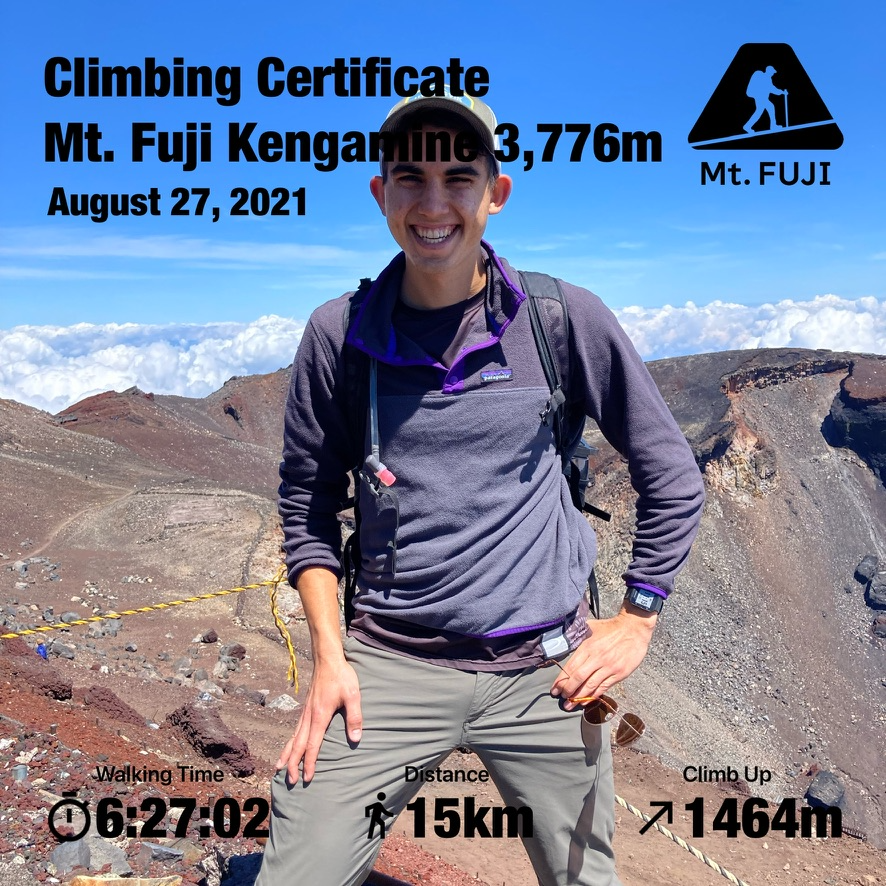 Climbing Certificate
Mt. Fuji Kengamine 3,776m
August 27, 2021
Mt. FUJI
patagonia
Walking Time
6:27:02
Distance
15km
Climb Up
1464m